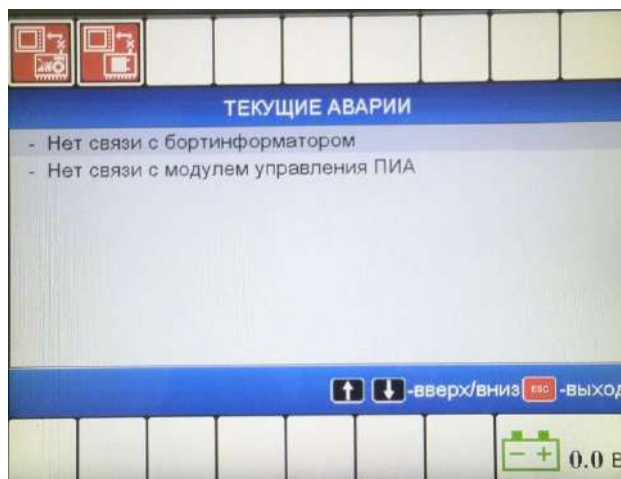 ТЕКУЩИЕ АВАРИИ
- Нет связи с бортинформатором
- Нет связи с модулем управления ПИА
-вверх/вниз ESC -выход
0.0 В